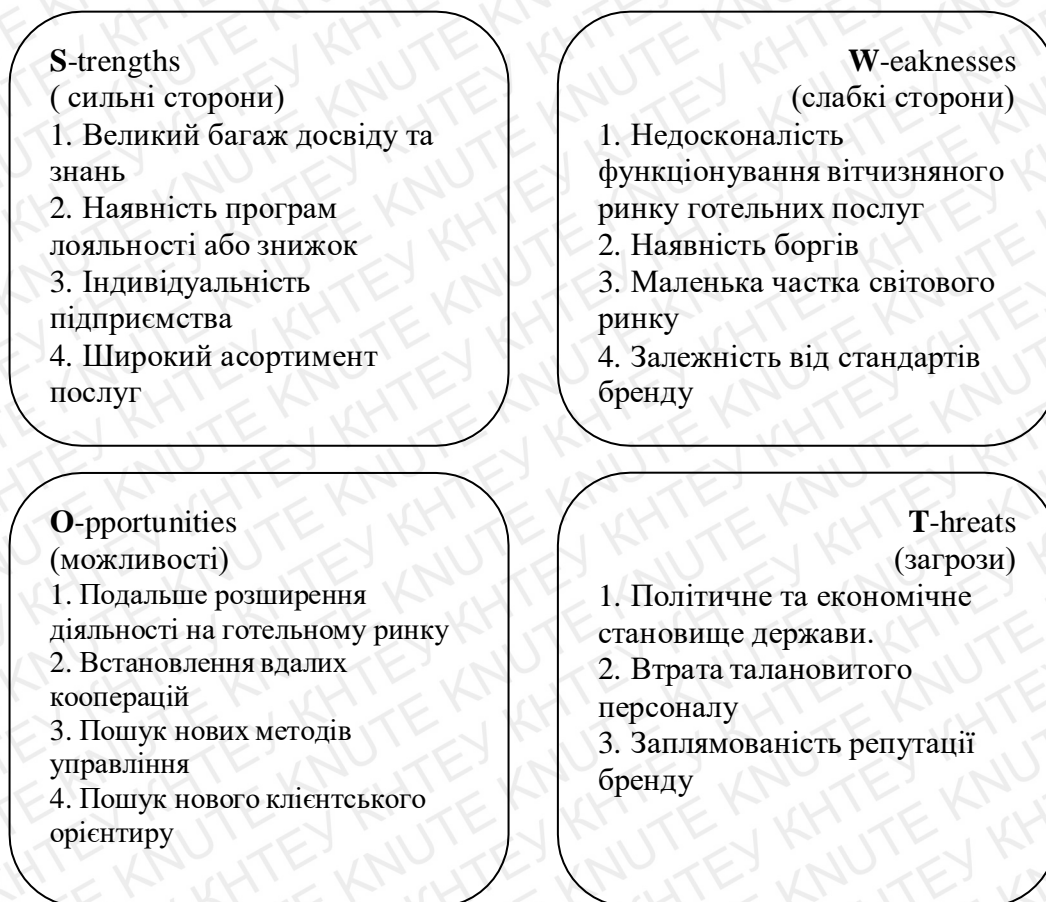 S-trengths
( сильні сторони)
1. Великий багаж досвіду та
знань
2. Наявність програм
лояльності або знижок
3. Індивідуальність
підприємства
4. Широкий асортимент
послуг
W-eaknesses
(слабкі сторони)
1. Недосконалість
функціонування вітчизняного
ринку готельних послуг
2. Наявність боргів
3. Маленька частка світового
ринку
4. Залежність від стандартів
бренду
O-pportunities
(можливості)
1. Подальше розширення
діяльності на готельному ринку
2. Встановлення вдалих
кооперацій
3. Пошук нових методів
управління
4. Пошук нового клієнтського
орієнтиру
T-hreats
(загрози)
1. Політичне та економічне
становище держави.
2. Втрата талановитого
персоналу
3. Заплямованість репутації
бренду